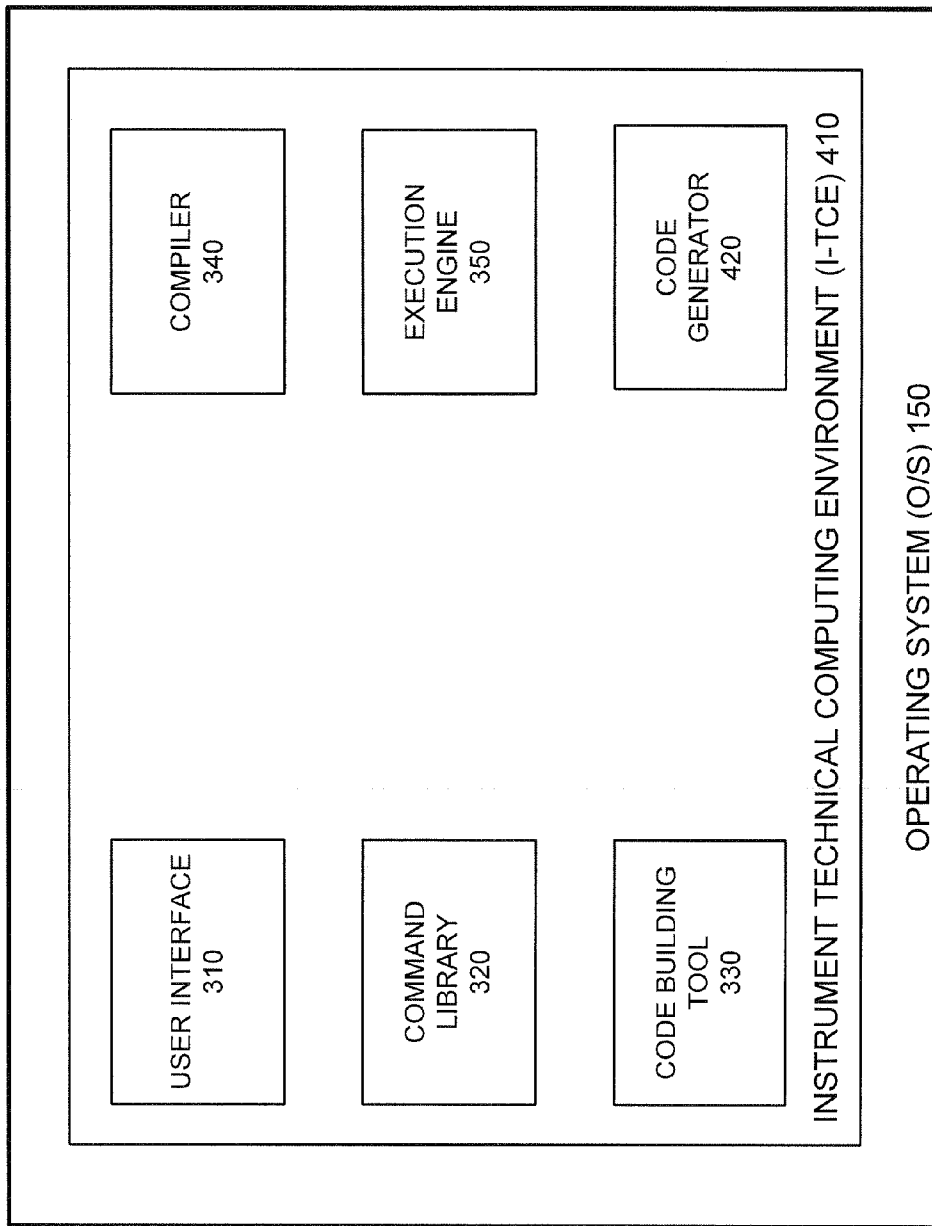 USER INTERFACE
310
COMPILER
340
COMMAND
LIBRARY
320
EXECUTION
ENGINE
350
CODE BUILDING
TOOL
330
CODE
GENERATOR
420
INSTRUMENT TECHNICAL COMPUTING ENVIRONMENT (I-TCE) 410
OPERATING SYSTEM (O/S) 150